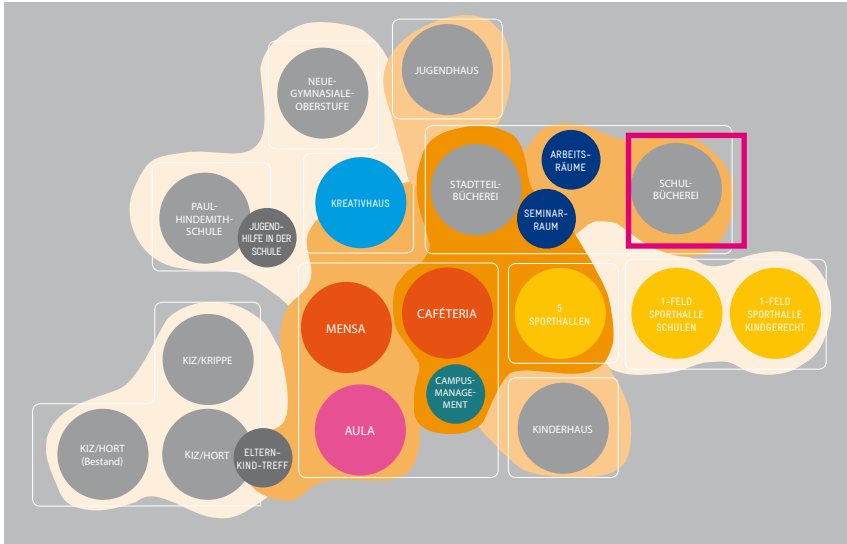 NEUE-
GYMNASIALE-
OBERSTUFE
JUGENDHAUS
PAUL-
HINDEMITH-
SCHULE
JUGEND-
HILFE IN DER
SCHULE
KREATIVHAUS
STADTTEIL-
BÜCHEREI
ARBEITS-
RÄUME
SEMINAR-
RAUM
SCHUL-
BÜCHEREI
MENSA
CAFÉTERIA
5
SPORTHALLEN
1-FELD
SPORTHALLE
SCHULEN
1-FELD
SPORTHALLE
KINDGERECHT
KIZ/KRIPPE
CAMPUS-
MANAGE-
MENT
AULA
KINDERHAUS
KIZ/HORT
(Bestand)
KIZ/HORT
ELTERN-
KIND-TREFF